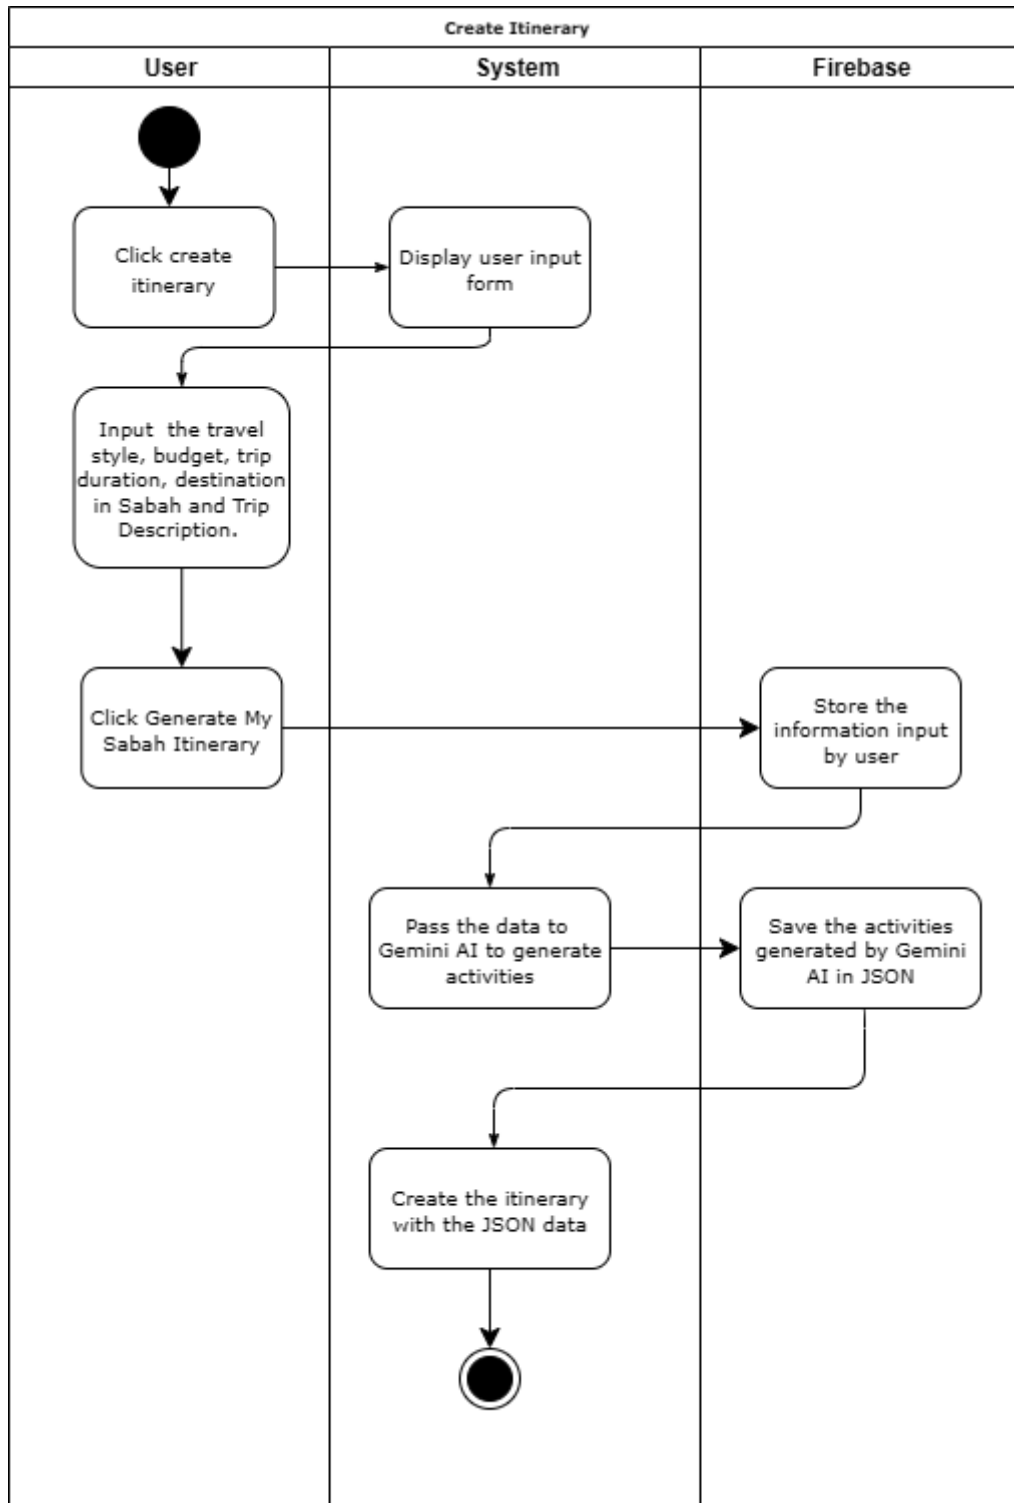 Create Itinerary
User
System
Firebase
Click create
itinerary
Display user input
form
Input the travel
style, budget, trip
duration, destination
in Sabah and Trip
Description.
Click Generate My
Sabah Itinerary
Store the
information input
by user
Pass the data to
Gemini AI to generate
activities
Save the activities
generated by Gemini
AI in JSON
Create the itinerary
with the JSON data